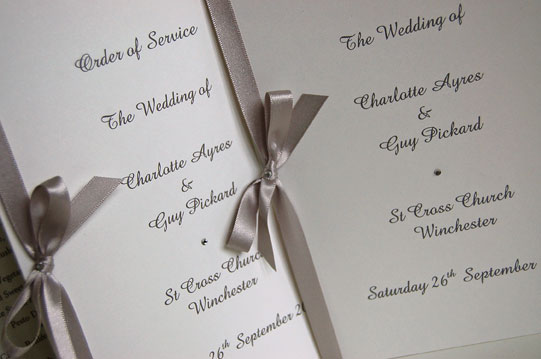 Order of Service
The Wedding of
Charlotte Ayres
&
Guy Pickard
St Cross Church
Winchester
26th September
The Wedding of
Charlotte Ayres
&
Guy Pickard
St Cross Church
Winchester
Saturday 26th September